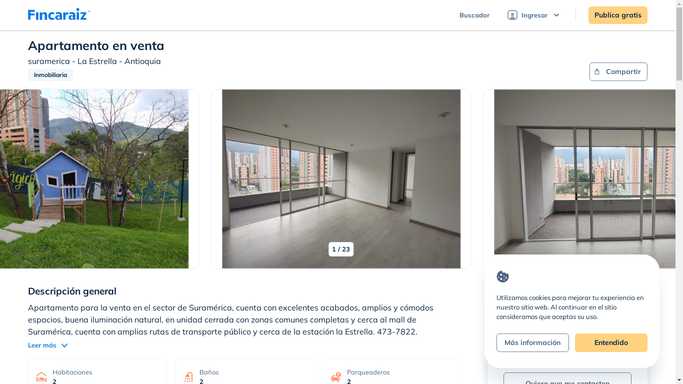 Fincaraiz
Buscador
Ingresar
Publica gratis
Apartamento en venta
suramerica - La Estrella - Antioquia
Inmobiliaria
Compartir
1 / 23
Descripción general
Apartamento para la venta en el sector de Suramérica, cuenta con excelentes acabados, amplios y cómodos
espacios, buena iluminación natural, en unidad cerrada con zonas comunes completas y cerca al mall de
Suramérica, cuenta con amplias rutas de transporte público y cerca de la estación la Estrella. 473-7822.
Leer más
Habitaciones
2
Baños
2
Parqueaderos
2
Utilizamos cookies para mejorar tu experiencia en
nuestro sitio web. Al continuar en el sitio
consideramos que aceptas su uso.
Más información
Entendido
Quiero que me contacten